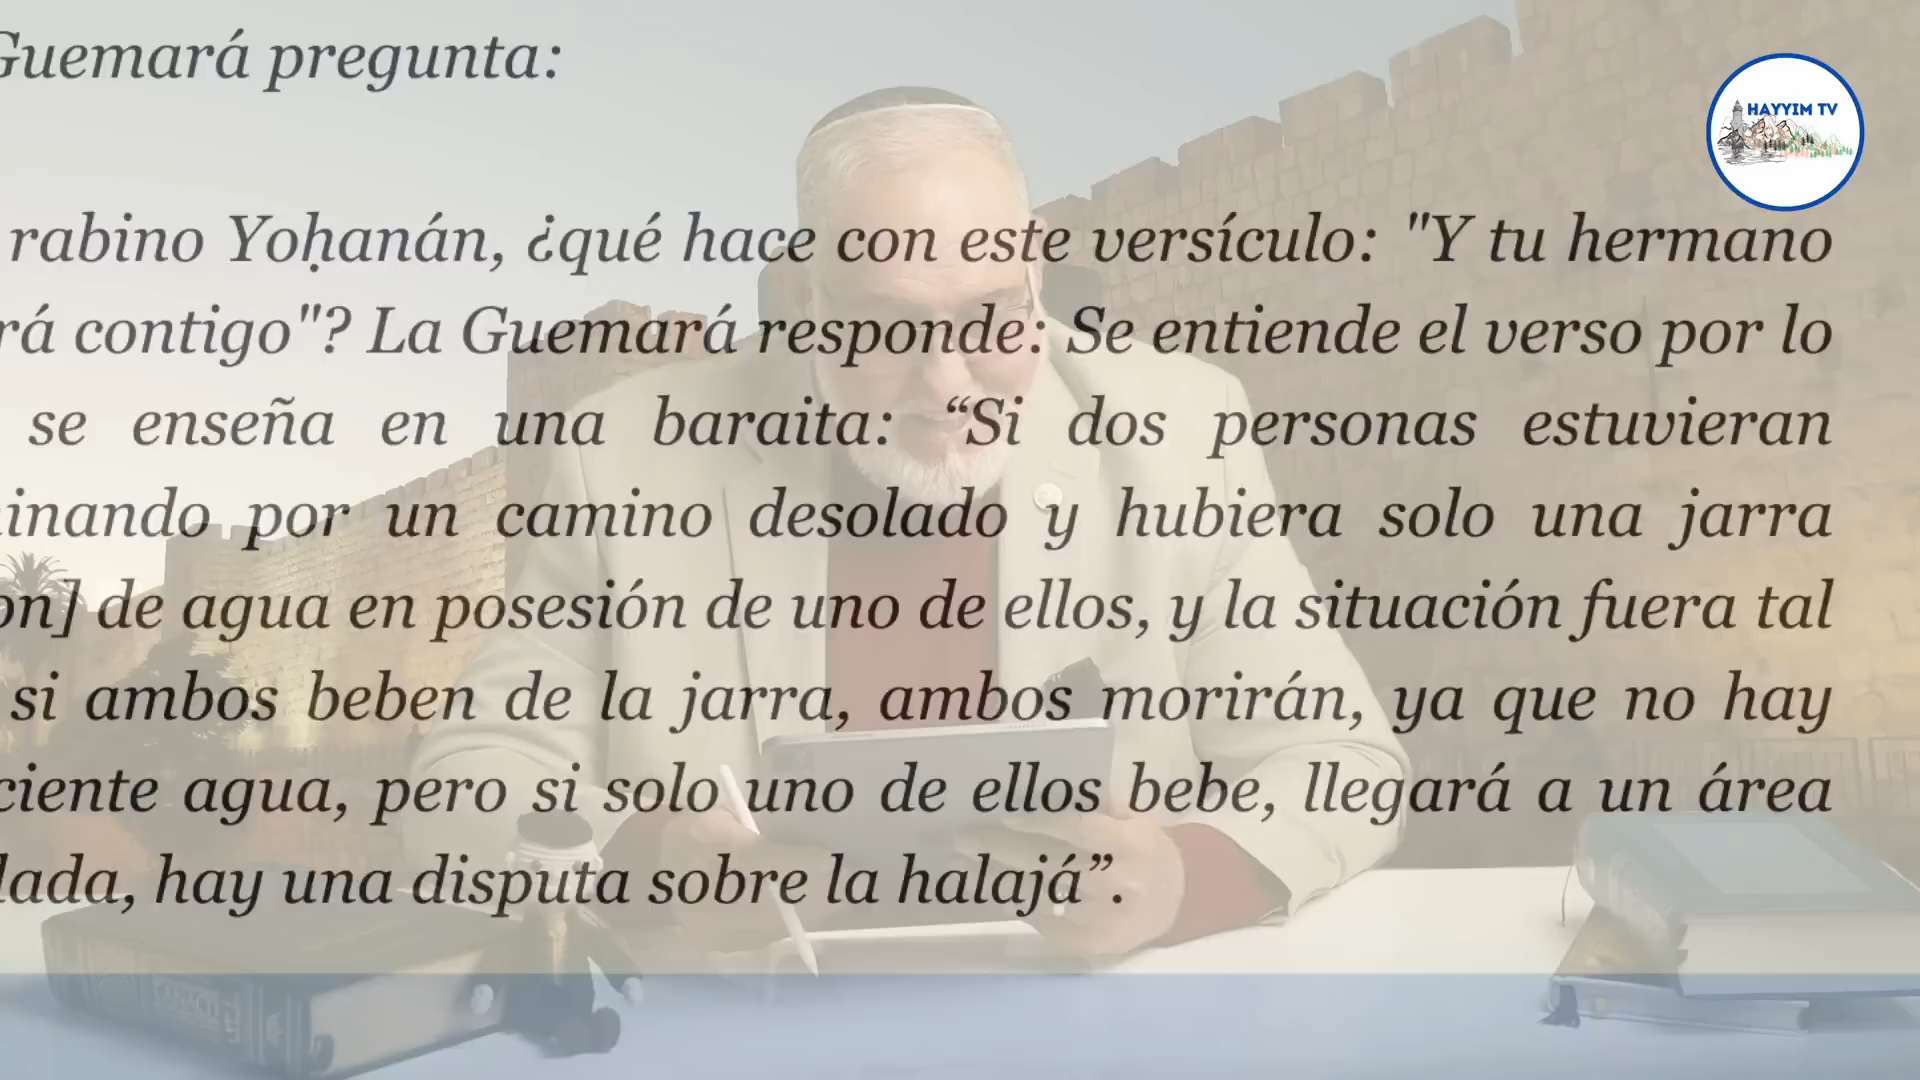 Guemará pregunta:
HAYYIM TV
rabino Yoḥanán, ¿qué hace con este versículo: "Y tu hermano
rá contigo"? La Guemará responde: Se entiende el verso por lo
se enseña en una baraita: “Si dos personas estuvieran
inando por un camino desolado y hubiera solo una jarra
on] de agua en posesión de uno de ellos, y la situación fuera tal
si ambos beben de la jarra, ambos morirán, ya que no hay
ciente agua, pero si solo uno de ellos bebe, llegará a un área
lada, hay una disputa sobre la halajá”.